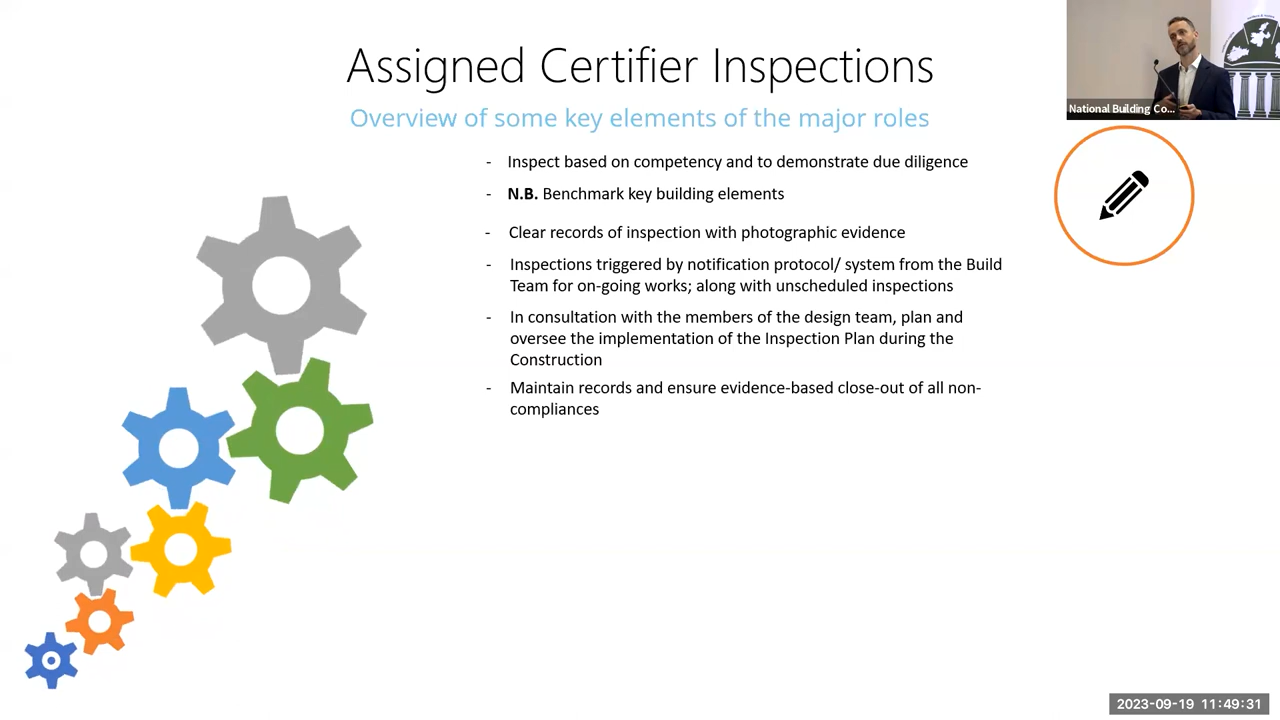 Assigned Certifier Inspections
Overview of some key elements of the major roles
National Building Co...
- Inspect based on competency and to demonstrate due diligence
- N.B. Benchmark key building elements
- Clear records of inspection with photographic evidence
- Inspections triggered by notification protocol/ system from the Build
Team for on-going works; along with unscheduled inspections
- In consultation with the members of the design team, plan and
oversee the implementation of the Inspection Plan during the
Construction
- Maintain records and ensure evidence-based close-out of all non-
compliances
2023-09-19 11:49:31